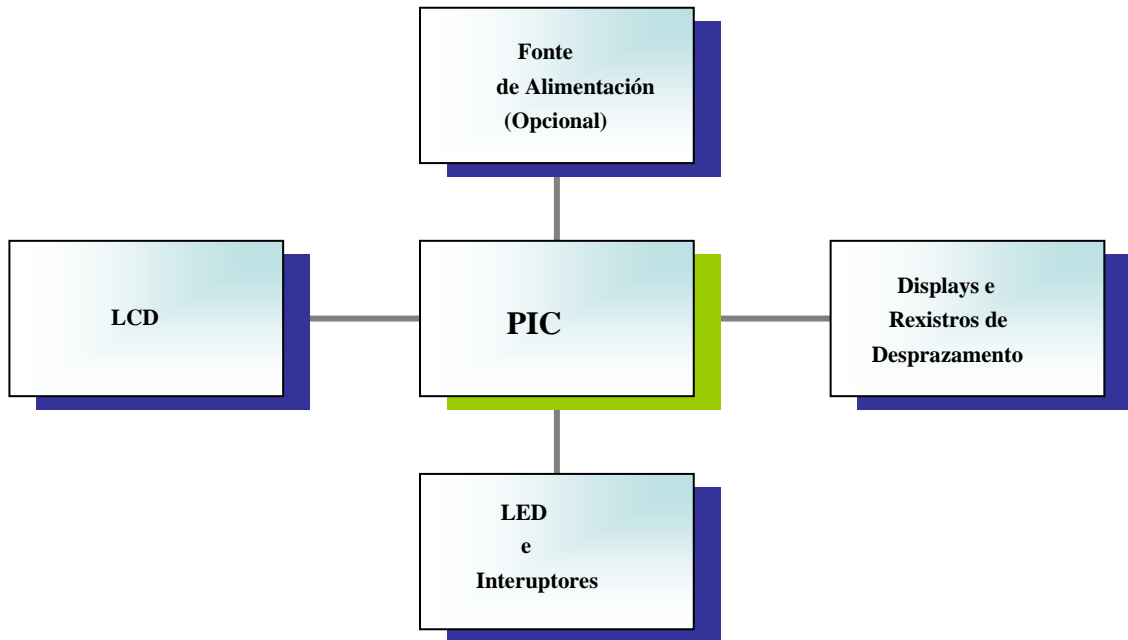 Fonte
de Alimentación
(Opcional)
LCD
PIC
Displays e
Rexistros de
Desprazamento
LED
e
Interuptores